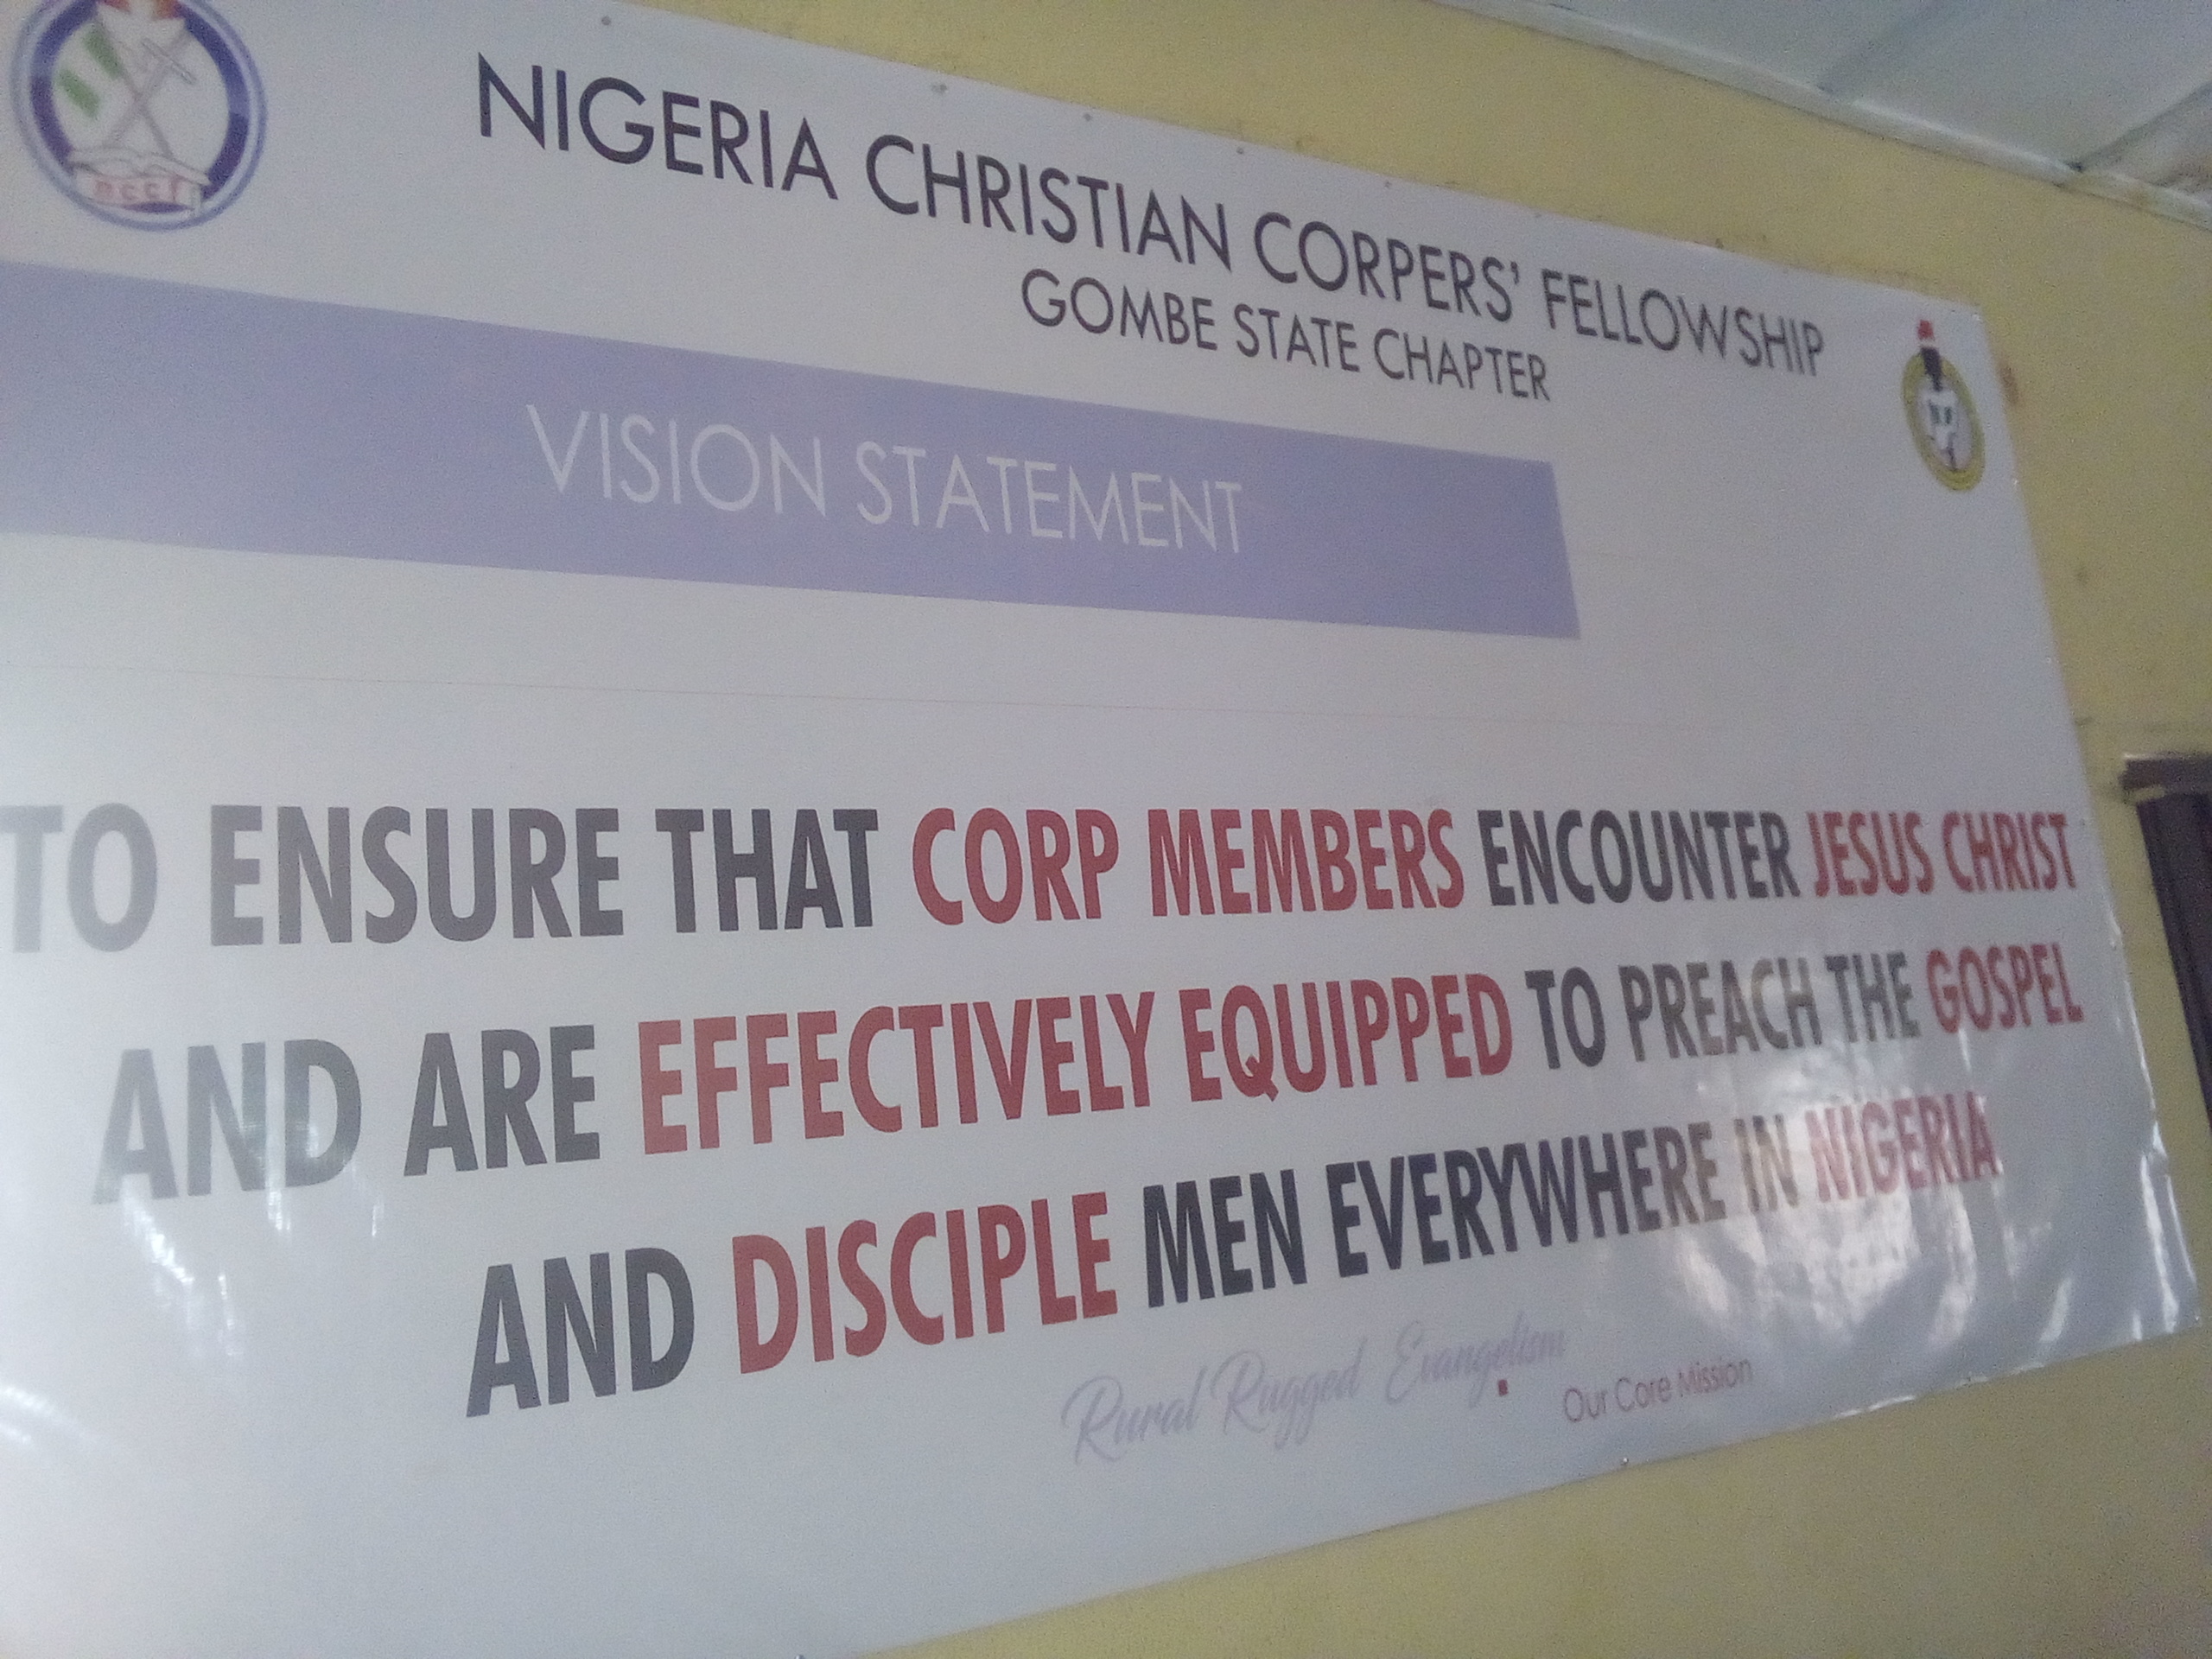 nccf
NIGERIA CHRISTIAN CORPERS' FELLOWSHIP
GOMBE STATE CHAPTER
VISION STATEMENT
TO ENSURE THAT CORP MEMBERS ENCOUNTER JESUS CHRIST
AND ARE EFFECTIVELY EQUIPPED TO PREACH THE GOSPEL
AND DISCIPLE MEN EVERYWHERE IN NIGERIA
Rural Rugged Evangelism
Our Core Mission